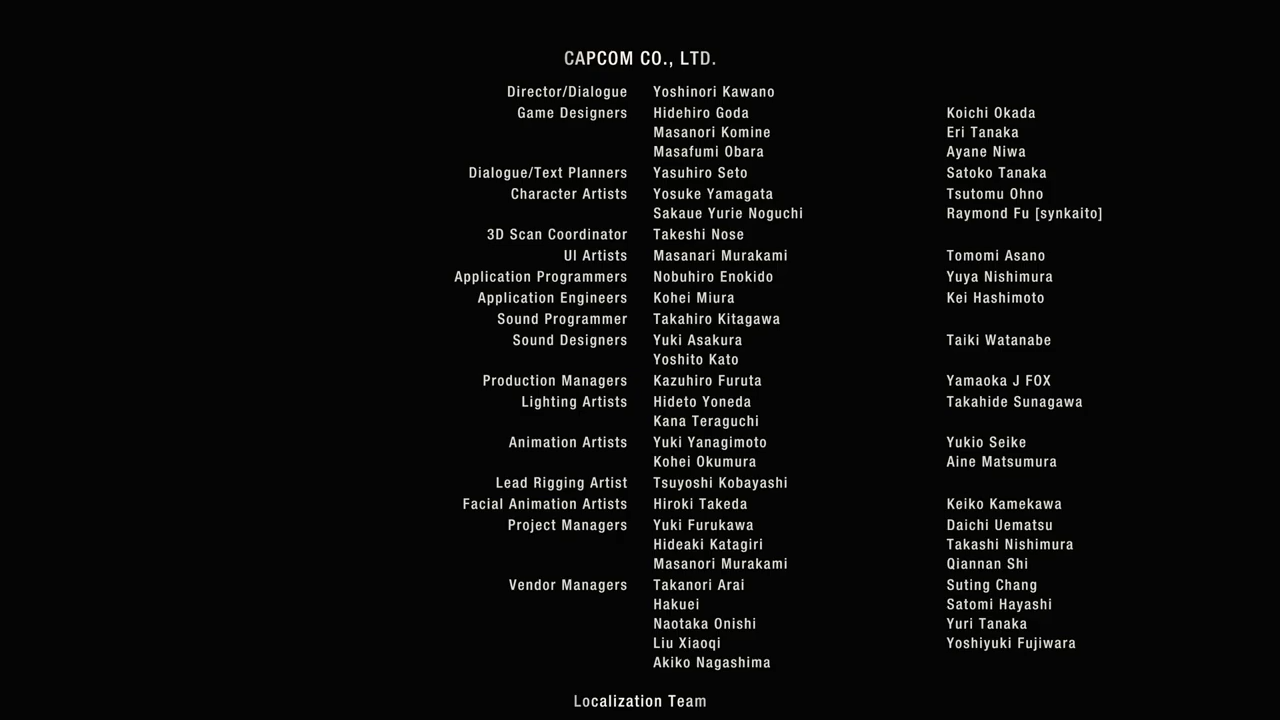 CAPCOM CO., LTD.
Director/Dialogue Yoshinori Kawano
Game Designers Hidehiro Goda Koichi Okada
Masanori Komine Eri Tanaka
Masafumi Obara Ayane Niwa
Dialogue/Text Planners Yasuhiro Seto Satoko Tanaka
Character Artists Yosuke Yamagata Tsutomu Ohno
Sakaue Yurie Noguchi Raymond Fu [synkaito]
3D Scan Coordinator Takeshi Nose
UI Artists Masanari Murakami Tomomi Asano
Application Programmers Nobuhiro Enokido Yuya Nishimura
Application Engineers Kohei Miura Kei Hashimoto
Sound Programmer Takahiro Kitagawa
Sound Designers Yuki Asakura Taiki Watanabe
Yoshito Kato
Production Managers Kazuhiro Furuta Yamaoka J FOX
Lighting Artists Hideto Yoneda Takahide Sunagawa
Kana Teraguchi
Animation Artists Yuki Yanagimoto Yukio Seike
Kohei Okumura Aine Matsumura
Lead Rigging Artist Tsuyoshi Kobayashi
Facial Animation Artists Hiroki Takeda Keiko Kamekawa
Project Managers Yuki Furukawa Daichi Uematsu
Hideaki Katagiri Takashi Nishimura
Masanori Murakami Qiannan Shi
Vendor Managers Takanori Arai Suting Chang
Hakuei Satomi Hayashi
Naotaka Onishi Yuri Tanaka
Liu Xiaoqi Yoshiyuki Fujiwara
Akiko Nagashima
Localization Team